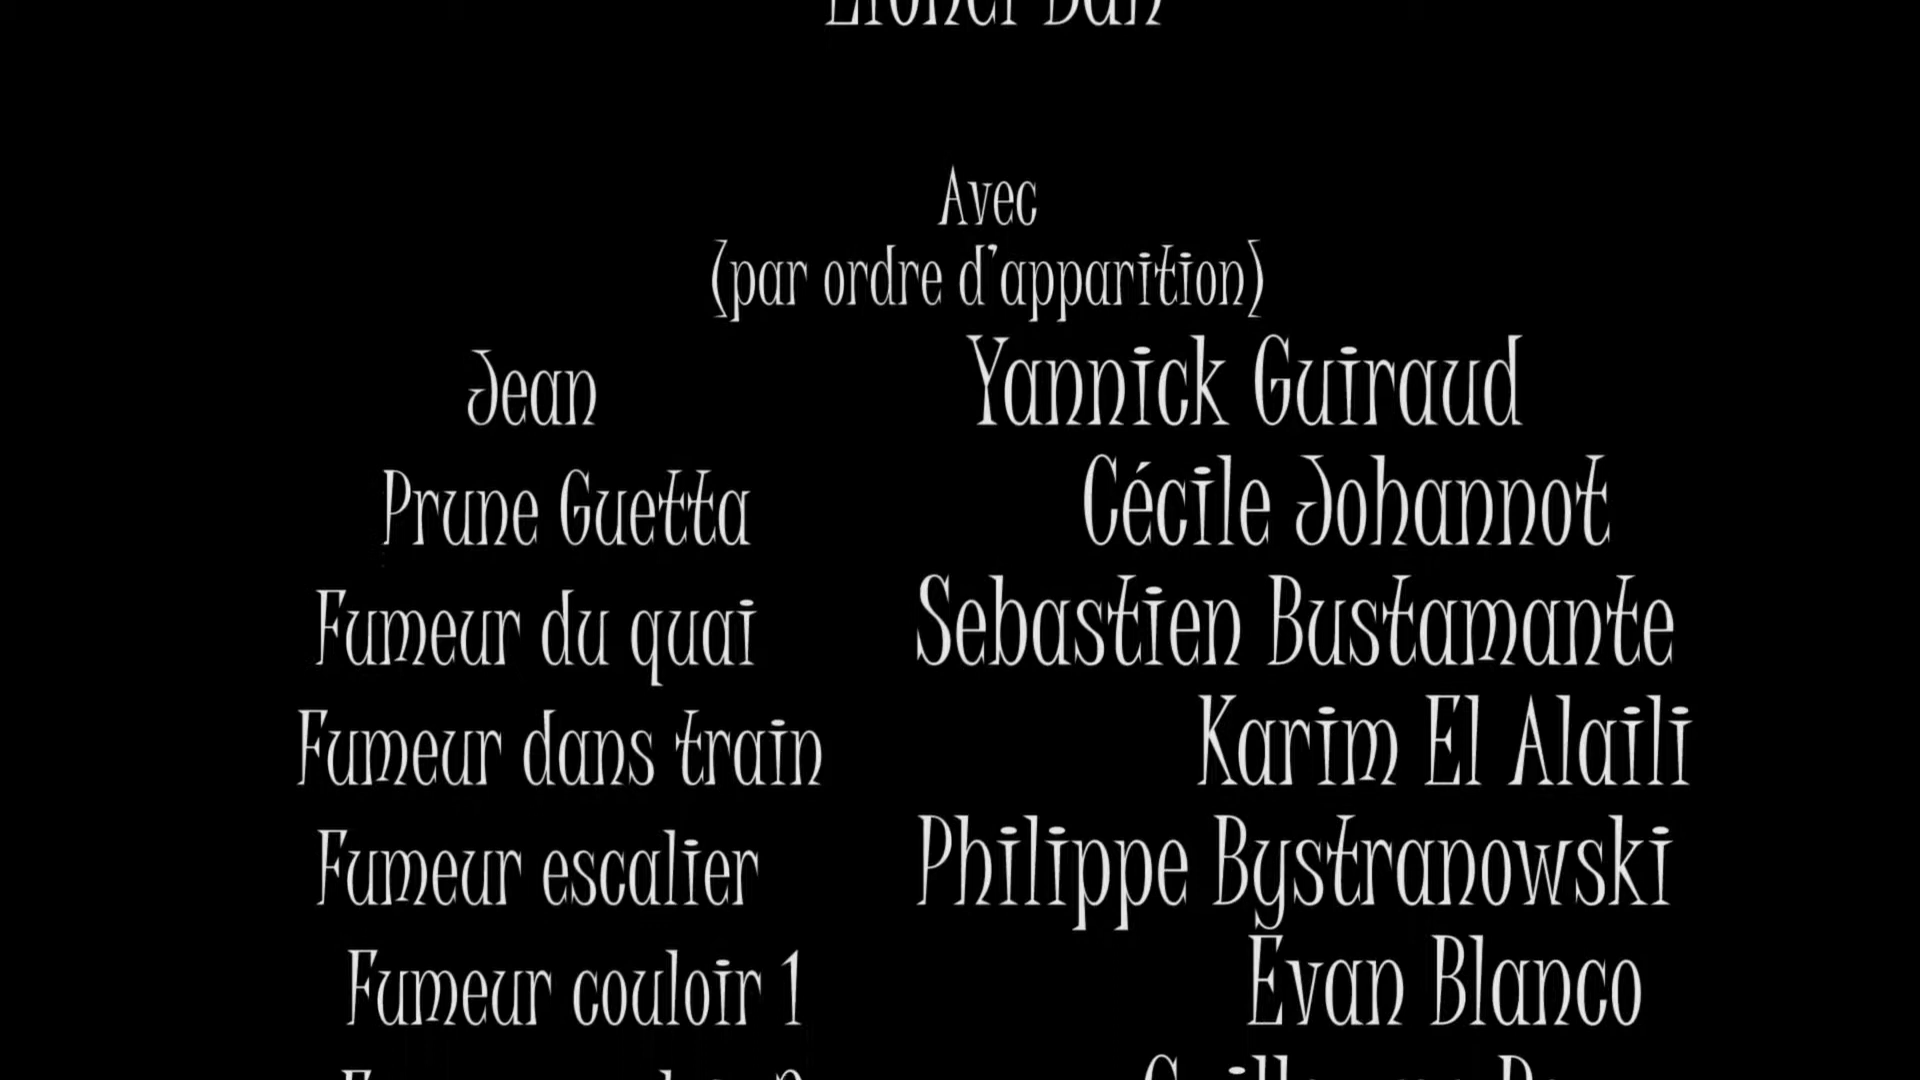 Avec
(par ordre d'apparition)
Jean Yannick Guiraud
Prune Guetta Cécile Johannot
Fumeur du quai Sebastien Bustamante
Fumeur dans train Karim El Alaili
Fumeur escalier Philippe Bystranowski
Fumeur couloir 1 Evan Blanco